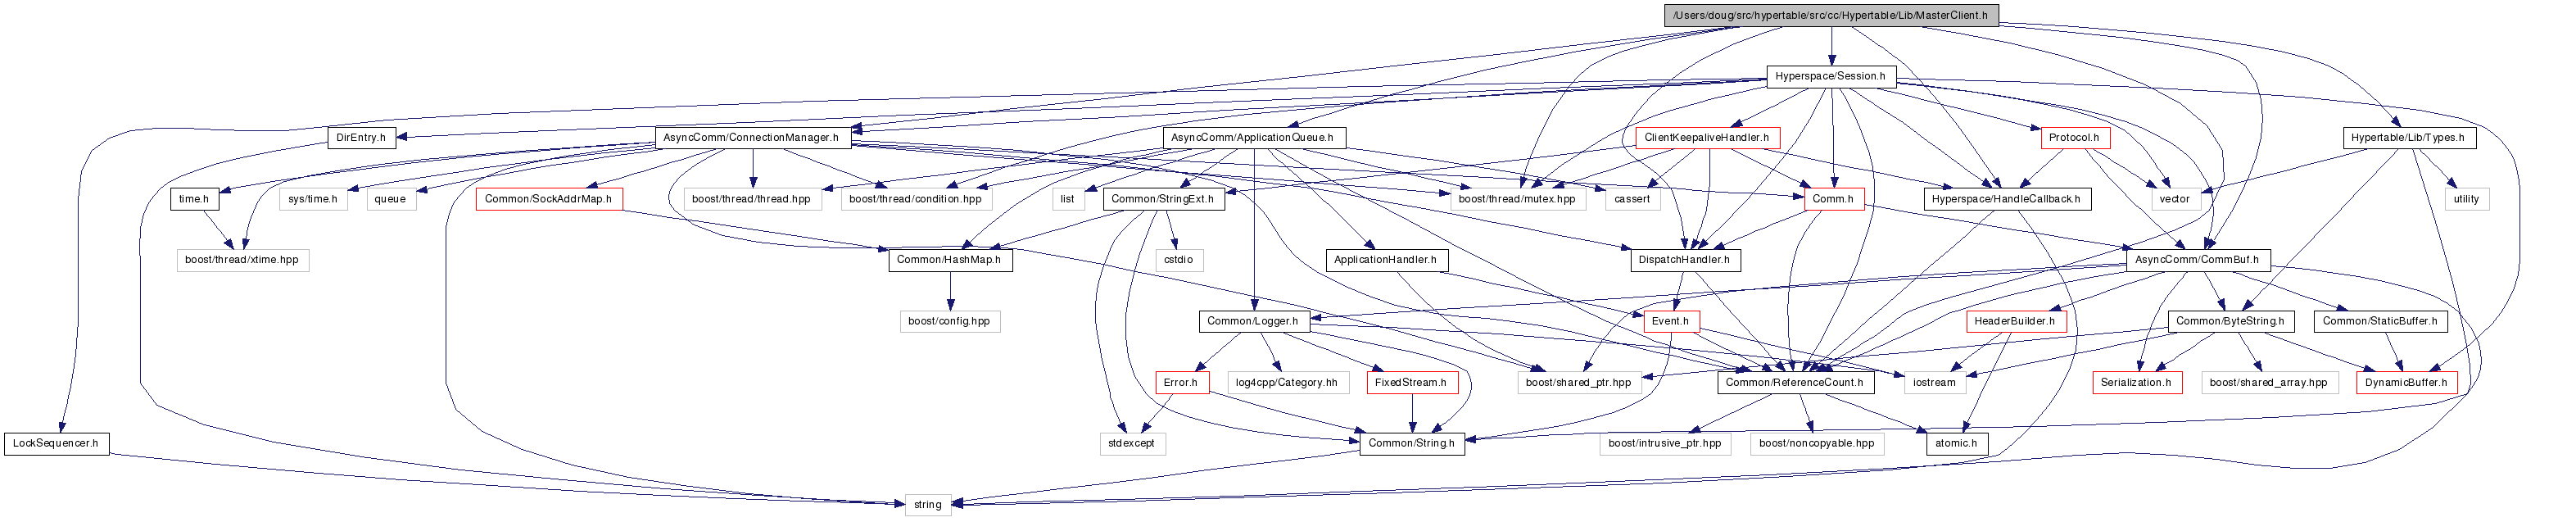 /Users/doug/src/hypertable/src/cc/Hypertable/Lib/MasterClient.h
Hyperspace/Session.h
DirEntry.h
AsyncComm/ConnectionManager.h
AsyncComm/ApplicationQueue.h
ClientKeepaliveHandler.h
Protocol.h
Hypertable/Lib/Types.h
time.h
sys/time.h
queue
Common/SockAddrMap.h
boost/thread/thread.hpp
boost/thread/condition.hpp
list
Common/StringExt.h
boost/thread/mutex.hpp
cassert
Comm.h
Hyperspace/HandleCallback.h
vector
utility
boost/thread/xtime.hpp
Common/HashMap.h
cstdio
ApplicationHandler.h
DispatchHandler.h
AsyncComm/CommBuf.h
boost/config.hpp
Common/Logger.h
Event.h
HeaderBuilder.h
Common/ByteString.h
Common/StaticBuffer.h
Error.h
log4cpp/Category.hh
FixedStream.h
boost/shared_ptr.hpp
Common/ReferenceCount.h
iostream
Serialization.h
boost/shared_array.hpp
DynamicBuffer.h
LockSequencer.h
stdexcept
Common/String.h
boost/intrusive_ptr.hpp
boost/noncopyable.hpp
atomic.h
string